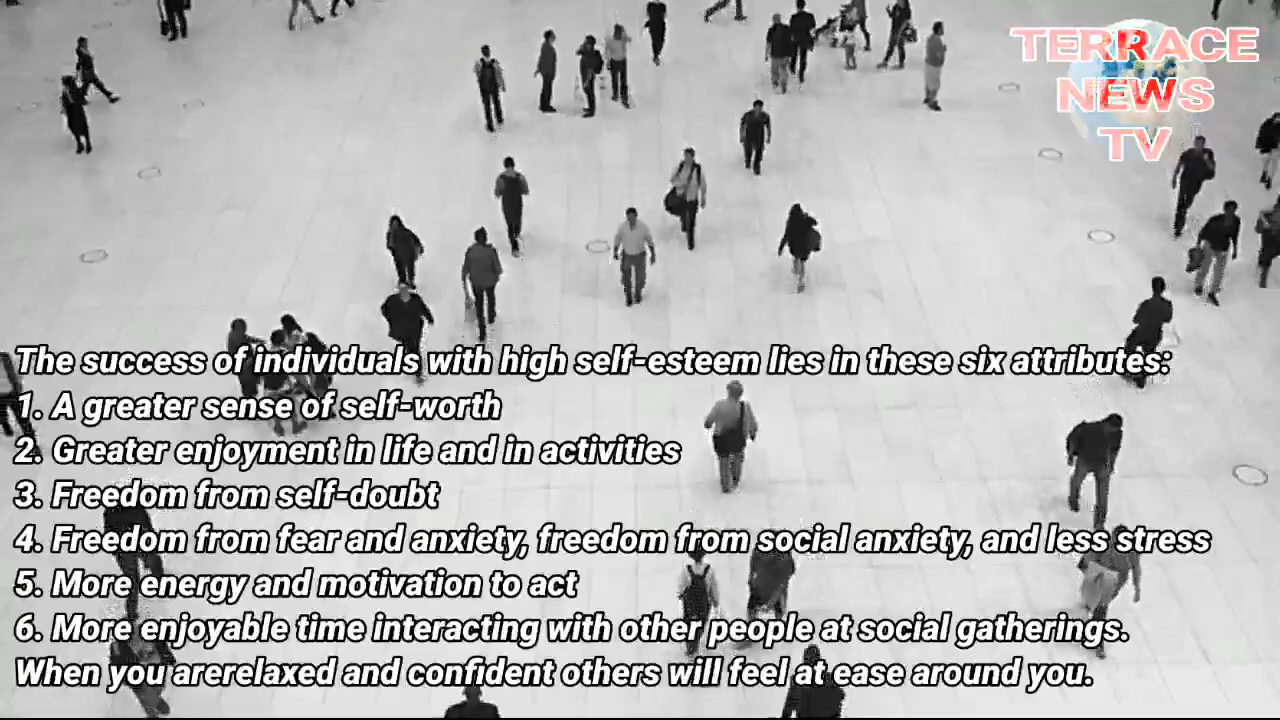 TERRACE
NEWS
TV
The success of individuals with high self-esteem lies in these six attributes:
1. A greater sense of self-worth
2. Greater enjoyment in life and in activities
3. Freedom from self-doubt
4. Freedom from fear and anxiety, freedom from social anxiety, and less stress
5. More energy and motivation to act
6. More enjoyable time interacting with other people at social gatherings.
When you arerelaxed and confident others will feel at ease around you.